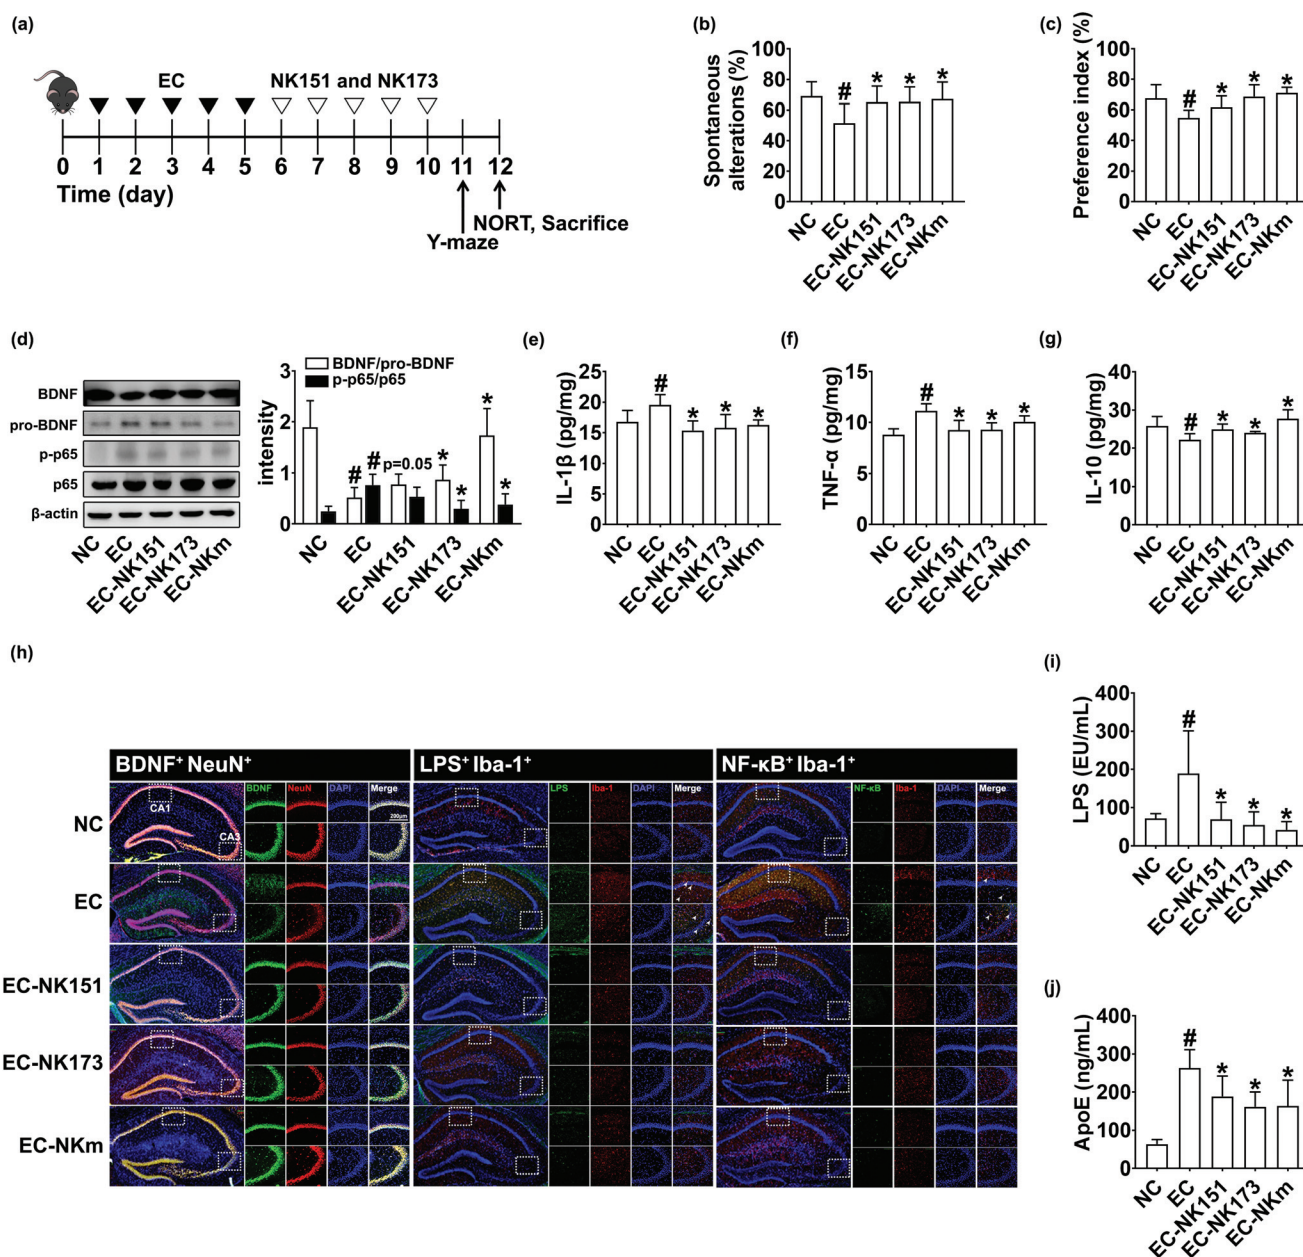 (a)
EC
NK151 and NK173
0 1 2 3 4 5 6 7 8 9 10 11 12
Time (day)
NORT, Sacrifice
Y-maze
(b)
Spontaneous
alterations (%)
100
80
60
40
20
0
#
*
*
*
NC
EC
EC-NK151
EC-NK173
EC-NKm
(c)
Preference index (%)
100
80
60
40
20
0
#
*
*
*
NC
EC
EC-NK151
EC-NK173
EC-NKm
(d)
BDNF
pro-BDNF
p-p65
p65
β-actin
NC
EC
EC-NK151
EC-NK173
EC-NKm
BDNF/pro-BDNF
p-p65/p65
intensity
3
2
1
0
#
#
p=0.05
*
*
*
*
NC
EC
EC-NK151
EC-NK173
EC-NKm
(e)
IL-1β (pg/mg)
25
20
15
10
5
0
#
*
*
*
NC
EC
EC-NK151
EC-NK173
EC-NKm
(f)
TNF-α (pg/mg)
15
10
5
0
#
*
*
*
NC
EC
EC-NK151
EC-NK173
EC-NKm
(g)
IL-10 (pg/mg)
40
30
20
10
0
#
*
*
*
NC
EC
EC-NK151
EC-NK173
EC-NKm
(h)
BDNF⁺ NeuN⁺
LPS⁺ Iba-1⁺
NF-κB⁺ Iba-1⁺
BDNF NeuN DAPI Merge
LPS Iba-1 DAPI Merge
NF-κB Iba-1 DAPI Merge
CA1
CA3
200μm
NC
EC
EC-NK151
EC-NK173
EC-NKm
(i)
LPS (EU/mL)
400
300
200
100
0
#
*
*
*
NC
EC
EC-NK151
EC-NK173
EC-NKm
(j)
ApoE (ng/mL)
400
300
200
100
0
#
*
*
*
NC
EC
EC-NK151
EC-NK173
EC-NKm